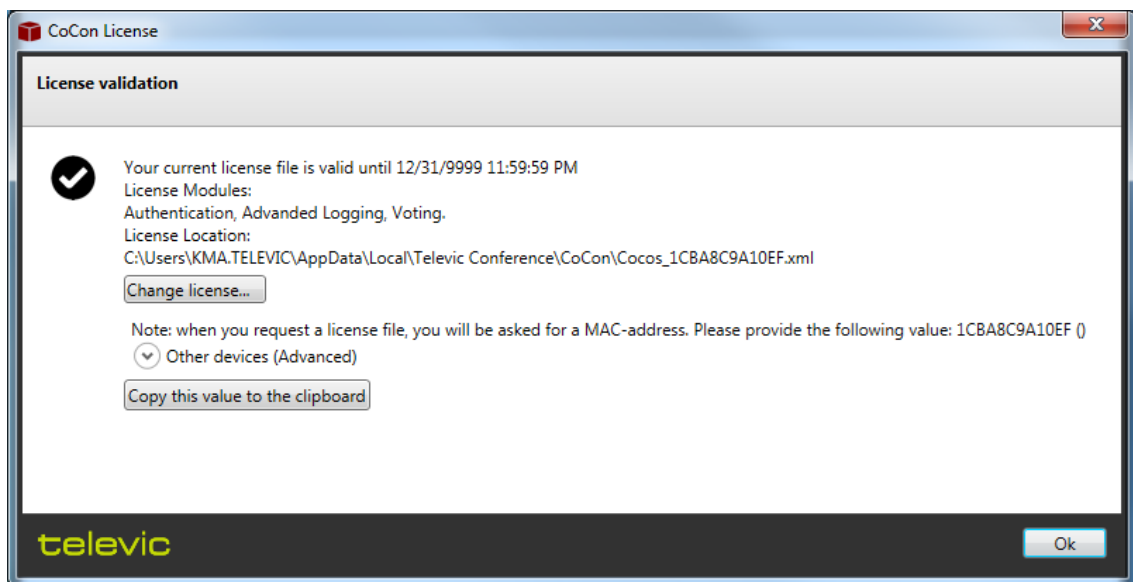 CoCon License
License validation
Your current license file is valid until 12/31/9999 11:59:59 PM
License Modules:
Authentication, Advanded Logging, Voting.
License Location:
C:\Users\KMA.TELEVIC\AppData\Local\Televic Conference\CoCon\Cocos_1CBA8C9A10EF.xml
Change license...
Note: when you request a license file, you will be asked for a MAC-address. Please provide the following value: 1CBA8C9A10EF ()
Other devices (Advanced)
Copy this value to the clipboard
televic
Ok